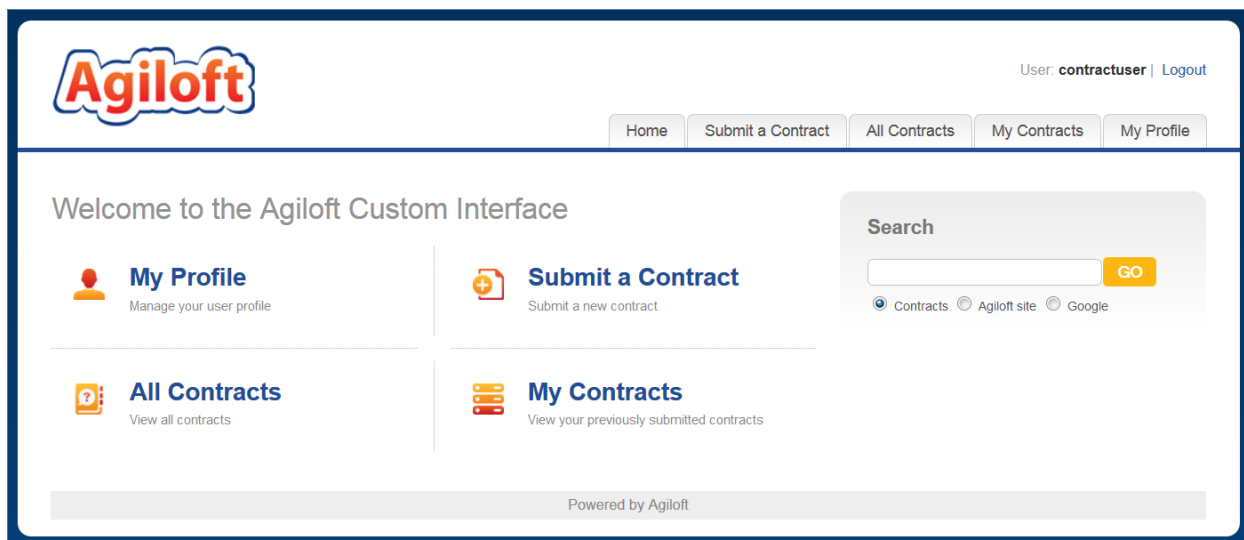 Agiloft
User: contractuser | Logout
Home Submit a Contract All Contracts My Contracts My Profile
Welcome to the Agiloft Custom Interface
My Profile
Manage your user profile
Submit a Contract
Submit a new contract
All Contracts
View all contracts
My Contracts
View your previously submitted contracts
Search
GO
Contracts Agiloft site Google
Powered by Agiloft